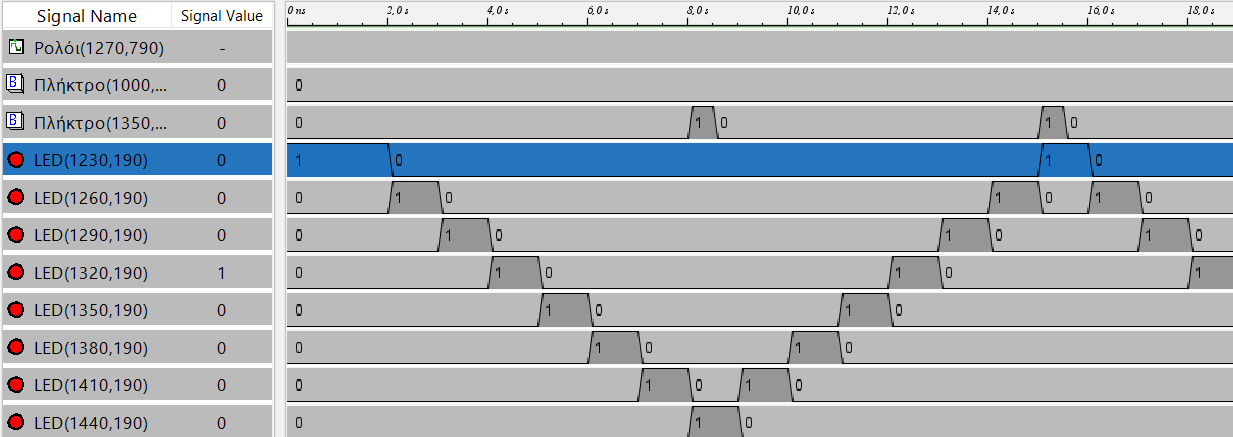 Signal Name Signal Value 0 ns 2,0 s 4,0 s 6,0 s 8,0 s 10,0 s 12,0 s 14,0 s 16,0 s 18,0 s
Ρολόι(1270,790) -
B Πλήκτρο(1000,... 0 0
B Πλήκτρο(1350,... 0 0 1 0 1 0
LED(1230,190) 0 1 0 1 0
LED(1260,190) 0 0 1 0 1 0 1 0
LED(1290,190) 0 0 1 0 1 0 1 0
LED(1320,190) 1 0 1 0 1 0 1
LED(1350,190) 0 0 1 0 1 0
LED(1380,190) 0 0 1 0 1 0
LED(1410,190) 0 0 1 0 1 0
LED(1440,190) 0 0 1 0